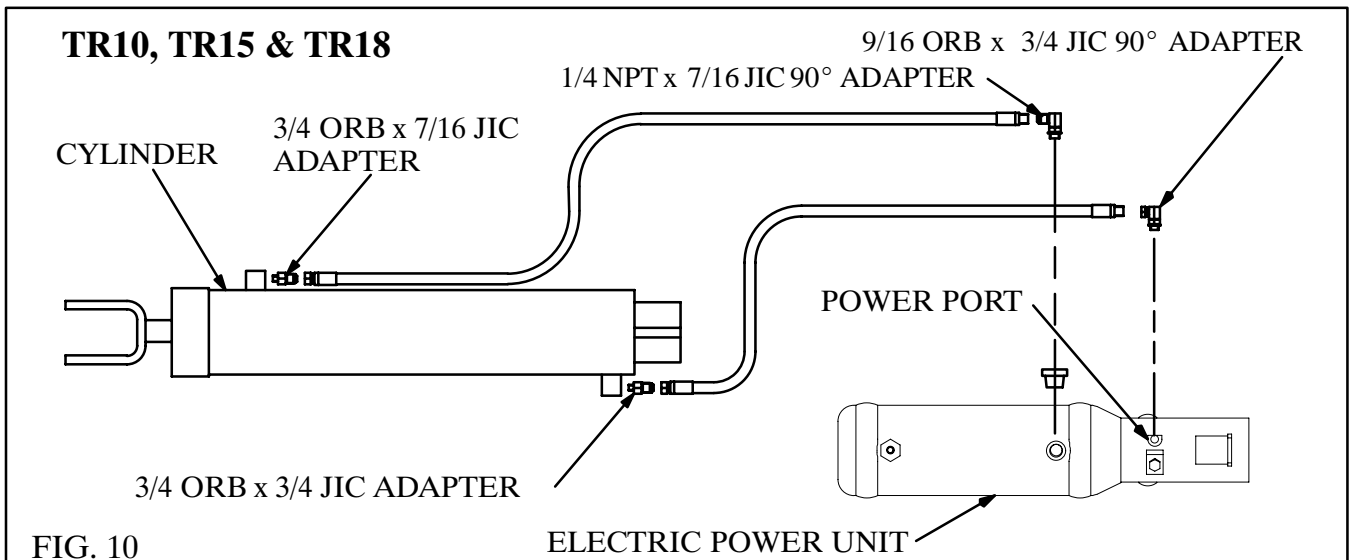 TR10, TR15 & TR18
9/16 ORB x 3/4 JIC 90° ADAPTER
1/4 NPT x 7/16 JIC 90° ADAPTER
3/4 ORB x 7/16 JIC
ADAPTER
CYLINDER
POWER PORT
3/4 ORB x 3/4 JIC ADAPTER
ELECTRIC POWER UNIT
FIG. 10